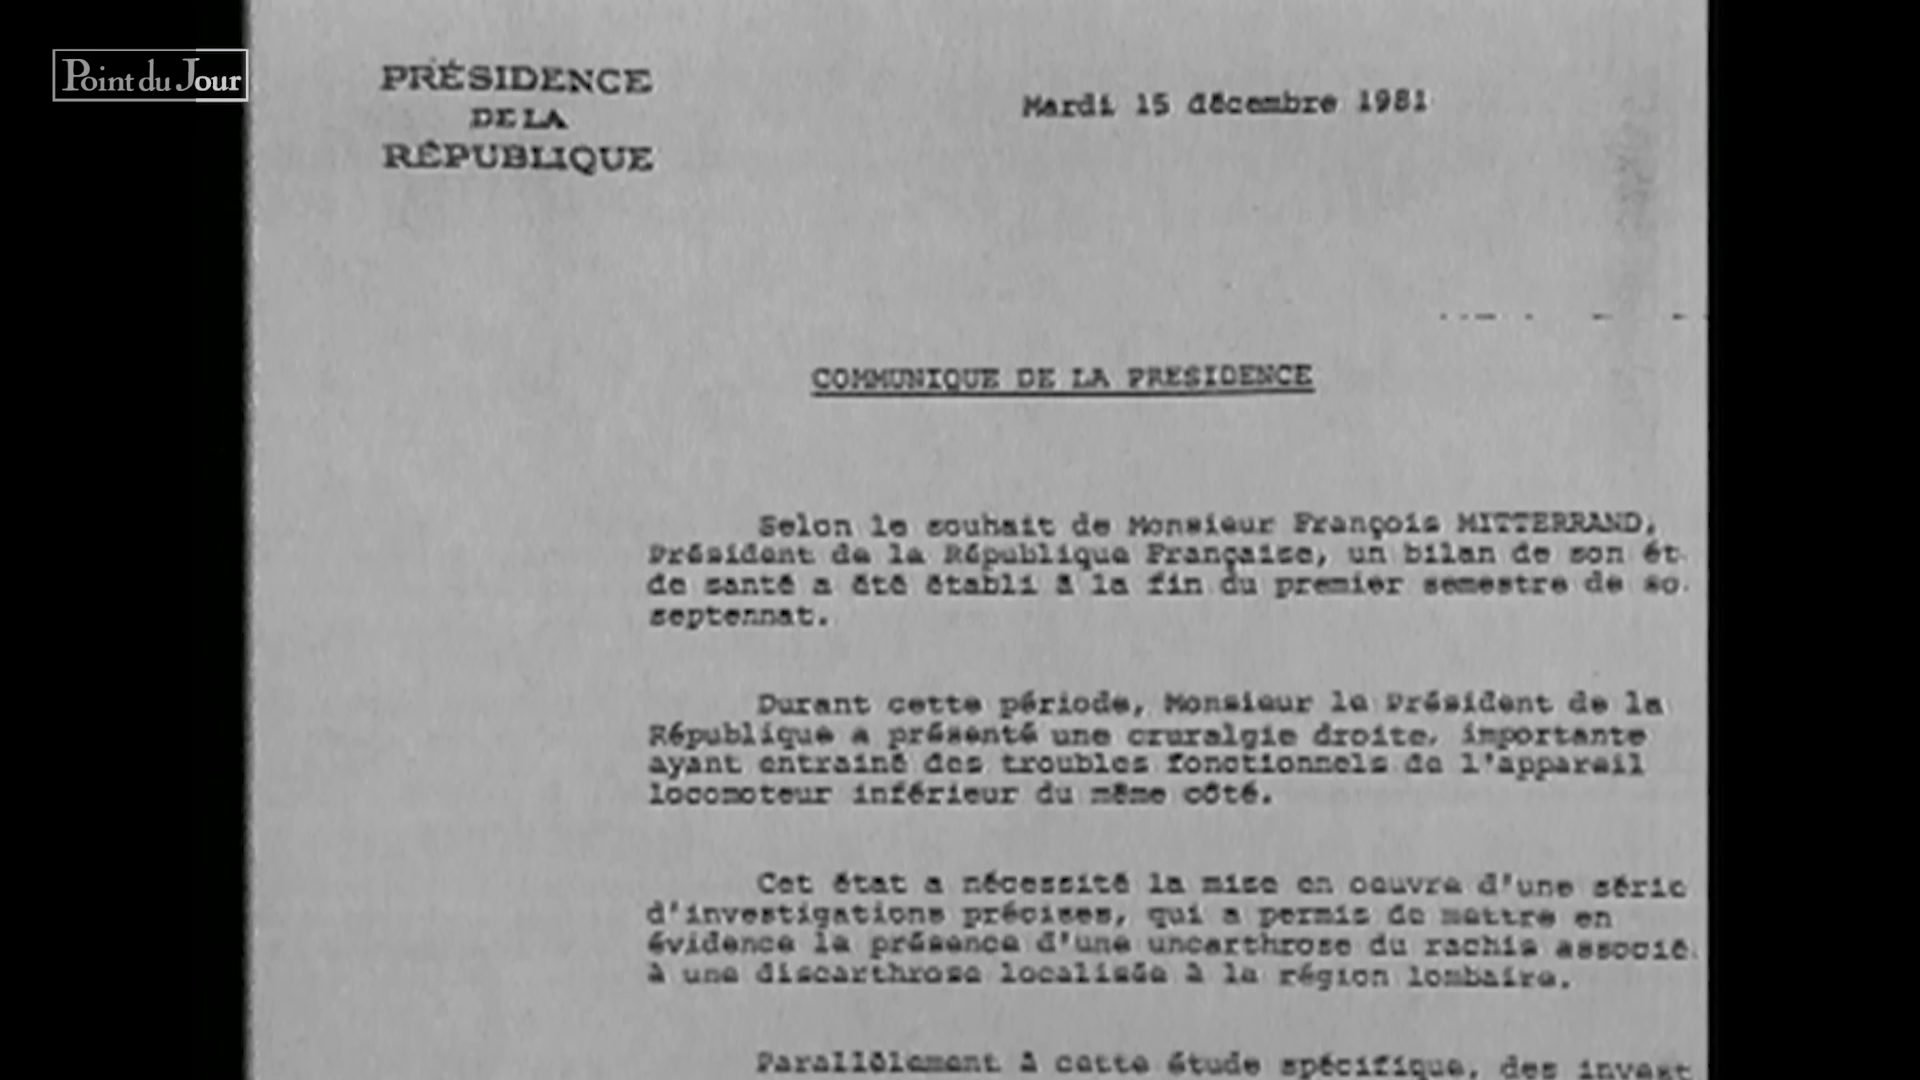 Point du Jour
PRÉSIDENCE
DE LA
RÉPUBLIQUE
Mardi 15 décembre 1981
COMMUNIQUE DE LA PRESIDENCE
Selon le souhait de Monsieur François MITTERRAND,
Président de la République Française, un bilan de son ét
de santé a été établi à la fin du premier semestre de so
septennat.
Durant cette période, Monsieur le Président de la
République a présenté une cruralgie droite, importante
ayant entrainé des troubles fonctionnels de l'appareil
locomoteur inférieur du même côté.
Cet état a nécessité la mise en oeuvre d'une série
d'investigations précises, qui a permis de mettre en
évidence la présence d'une uncarthrose du rachis associé
à une discarthrose localisée à la région lombaire.
Parallèlement à cette étude spécifique, des invest